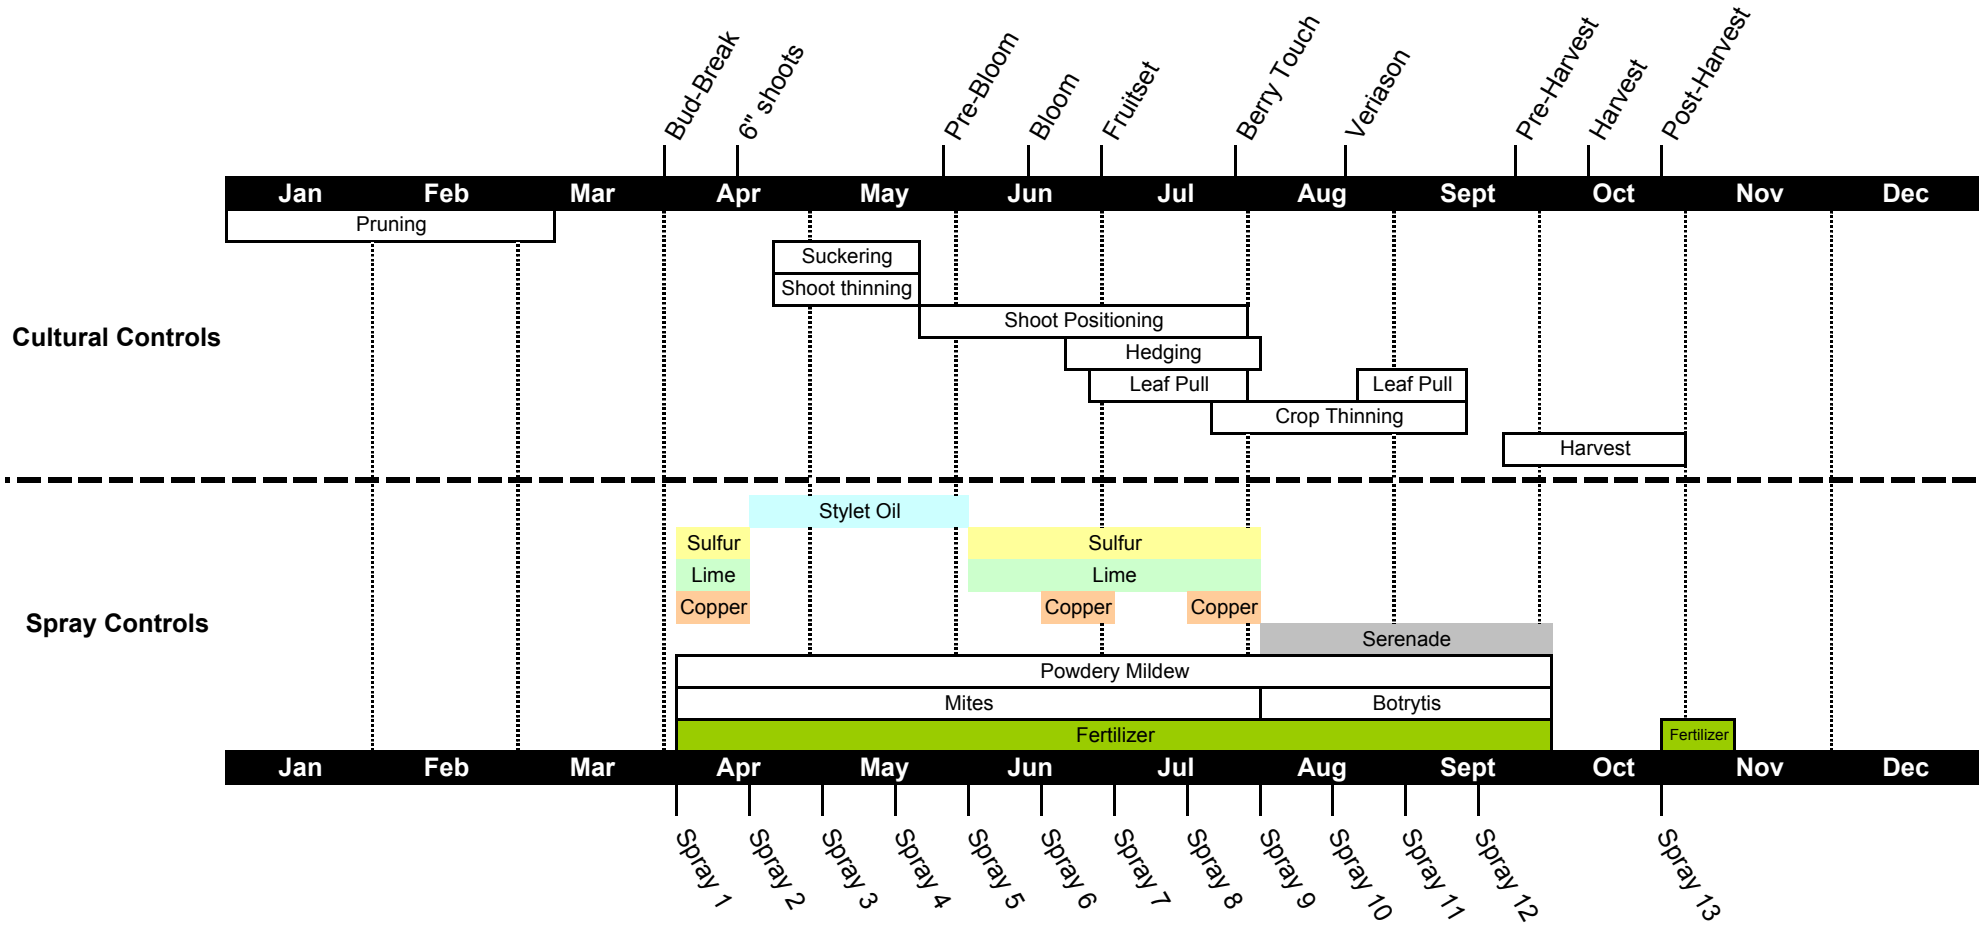 Bud-Break
6" shoots
Pre-Bloom
Bloom
Fruitset
Berry Touch
Veriason
Pre-Harvest
Harvest
Post-Harvest
Jan Feb Mar Apr May Jun Jul Aug Sept Oct Nov Dec
Pruning
Suckering
Shoot thinning
Shoot Positioning
Cultural Controls
Hedging
Leaf Pull Leaf Pull
Crop Thinning
Harvest
Stylet Oil
Sulfur Sulfur
Lime Lime
Copper Copper Copper
Spray Controls
Serenade
Powdery Mildew
Mites Botrytis
Fertilizer Fertilizer
Jan Feb Mar Apr May Jun Jul Aug Sept Oct Nov Dec
Spray 1
Spray 2
Spray 3
Spray 4
Spray 5
Spray 6
Spray 7
Spray 8
Spray 9
Spray 10
Spray 11
Spray 12
Spray 13